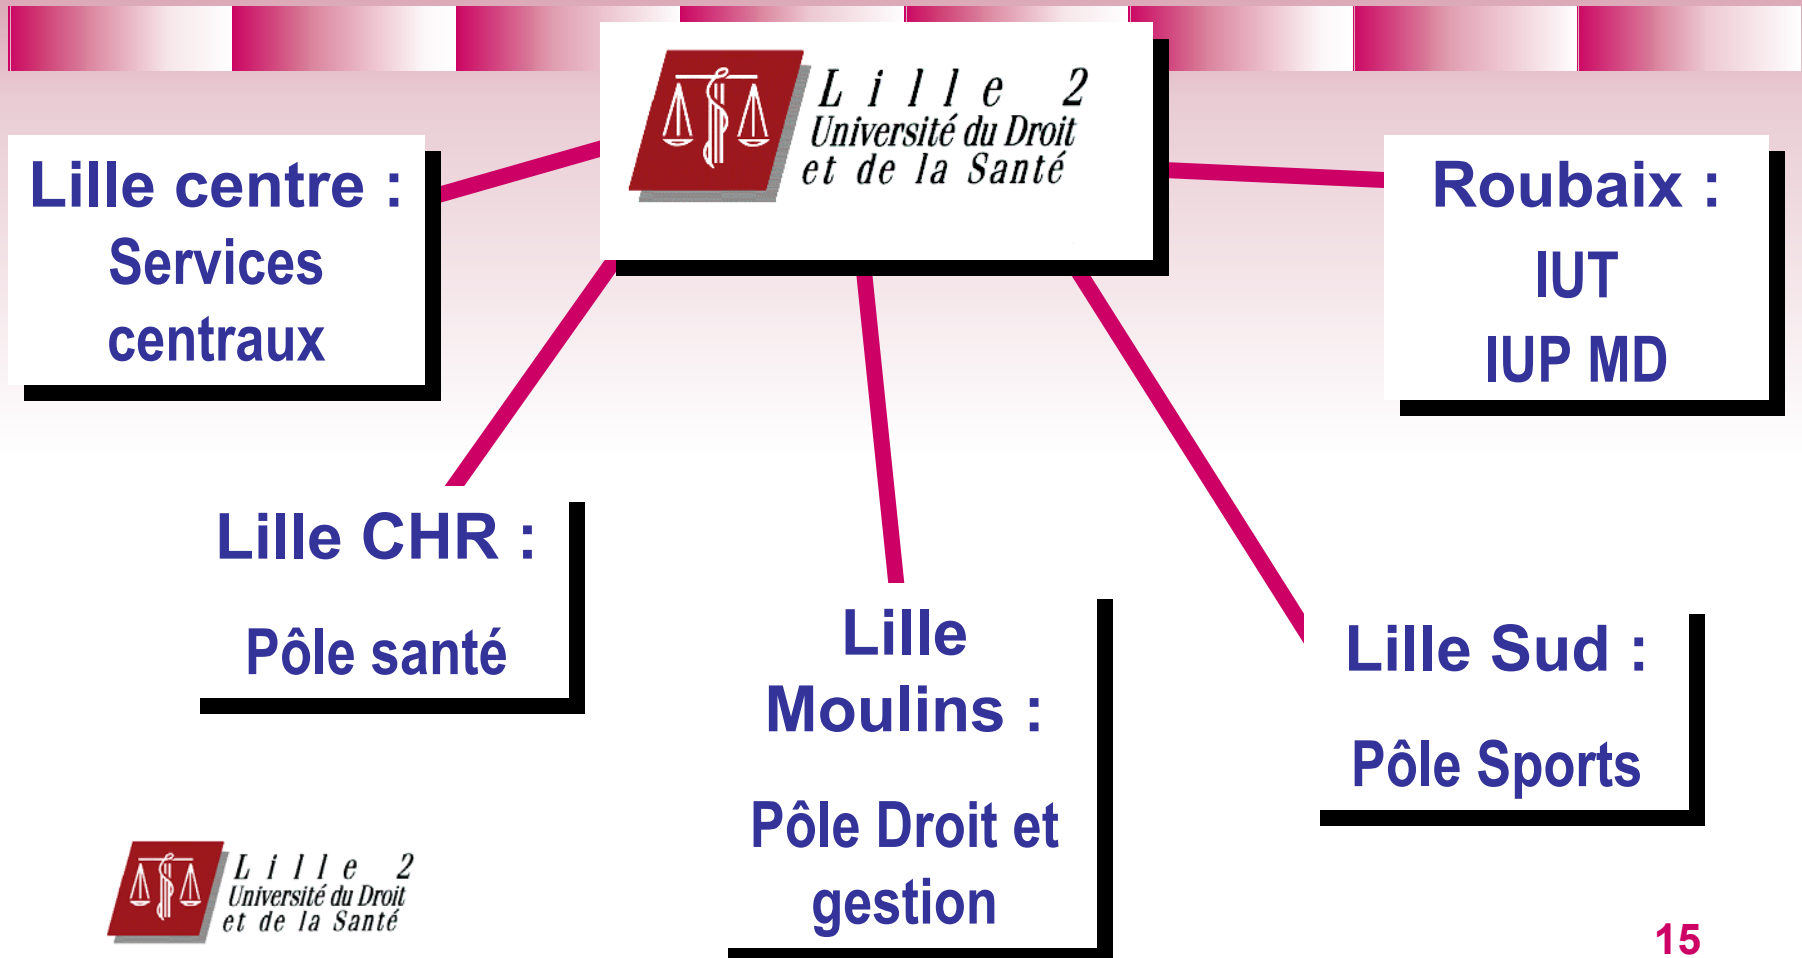 Lille 2
Université du Droit
et de la Santé
Lille centre :
Services
centraux
Roubaix :
IUT
IUP MD
Lille CHR :
Pôle santé
Lille
Moulins :
Pôle Droit et
gestion
Lille Sud :
Pôle Sports
Lille 2
Université du Droit
et de la Santé
15